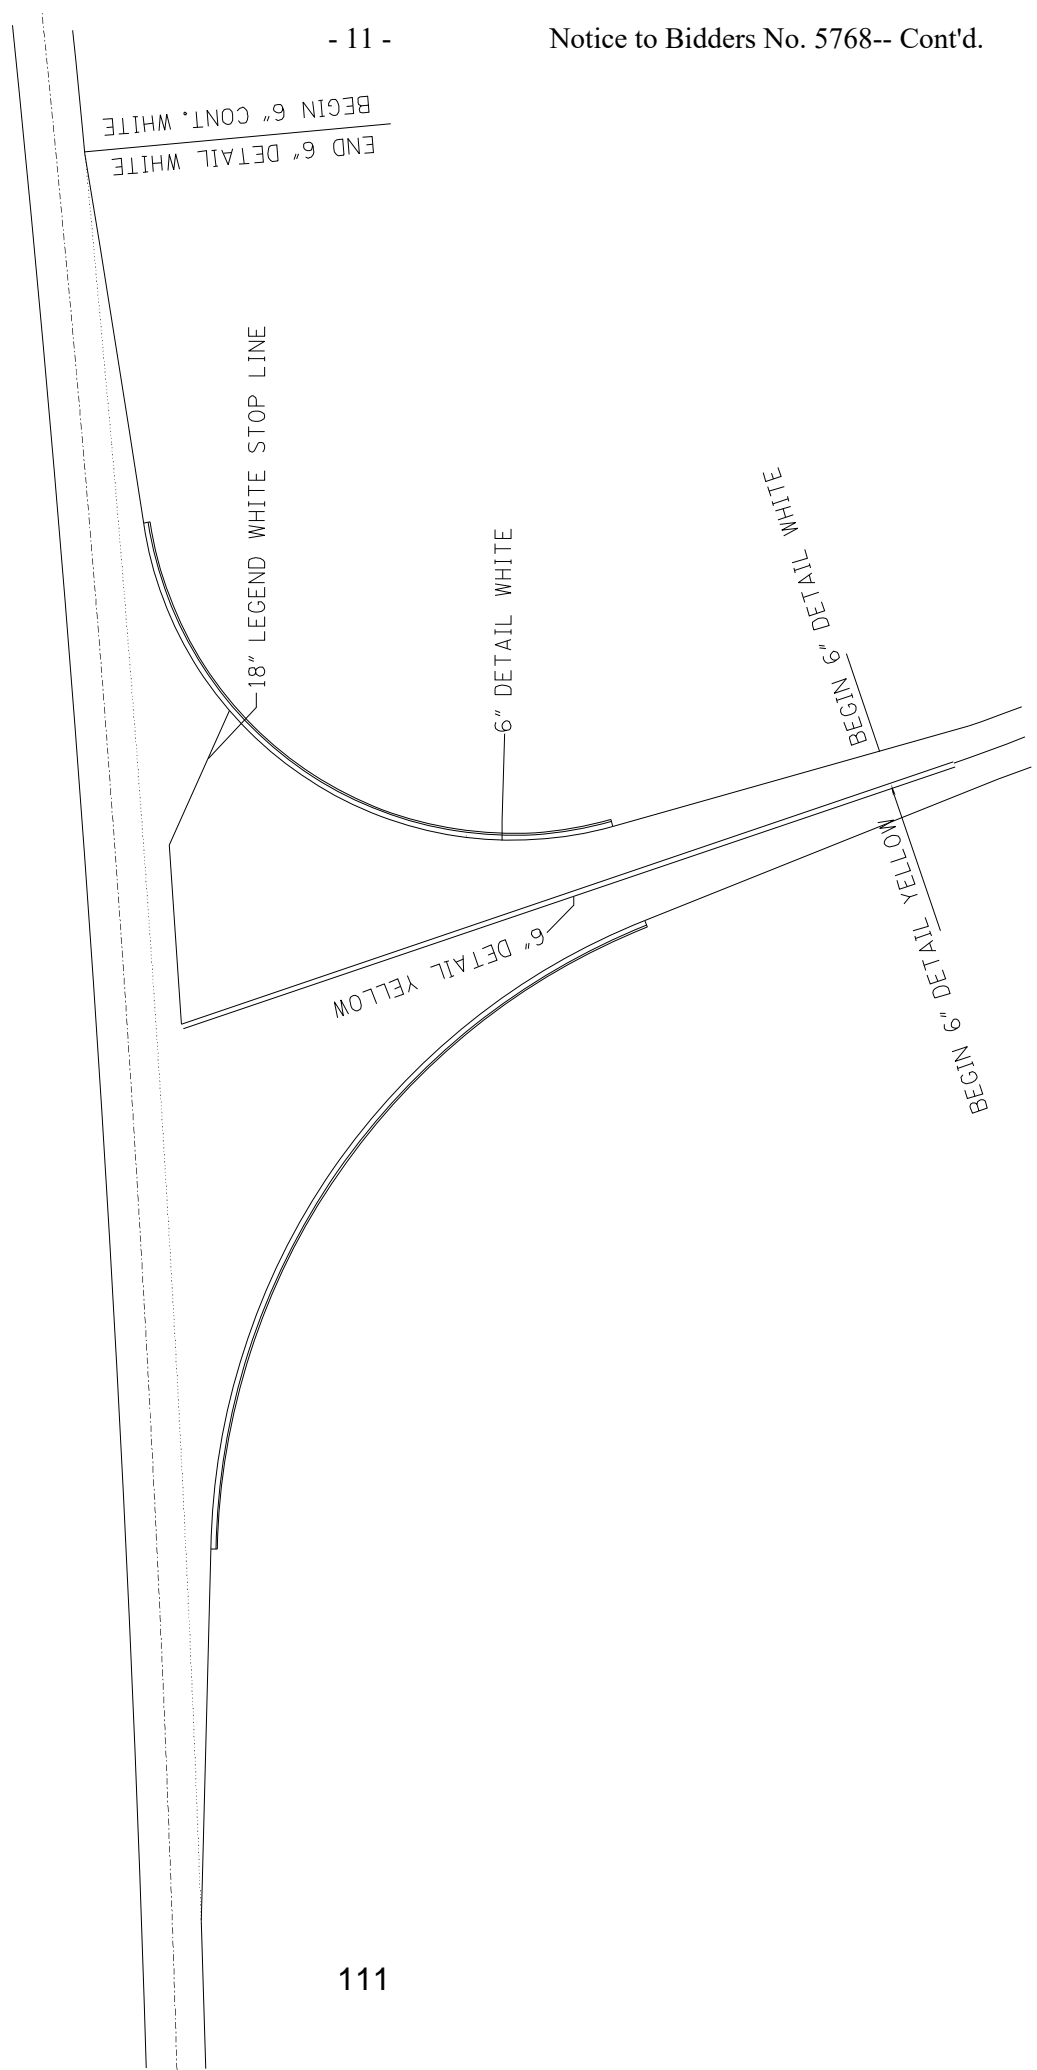 - 11 -
Notice to Bidders No. 5768-- Cont'd.
BEGIN 6" CONT. WHITE
END 6" DETAIL WHITE
18" LEGEND WHITE STOP LINE
6" DETAIL WHITE
BEGIN 6" DETAIL WHITE
6" DETAIL YELLOW
BEGIN 6" DETAIL YELLOW
111